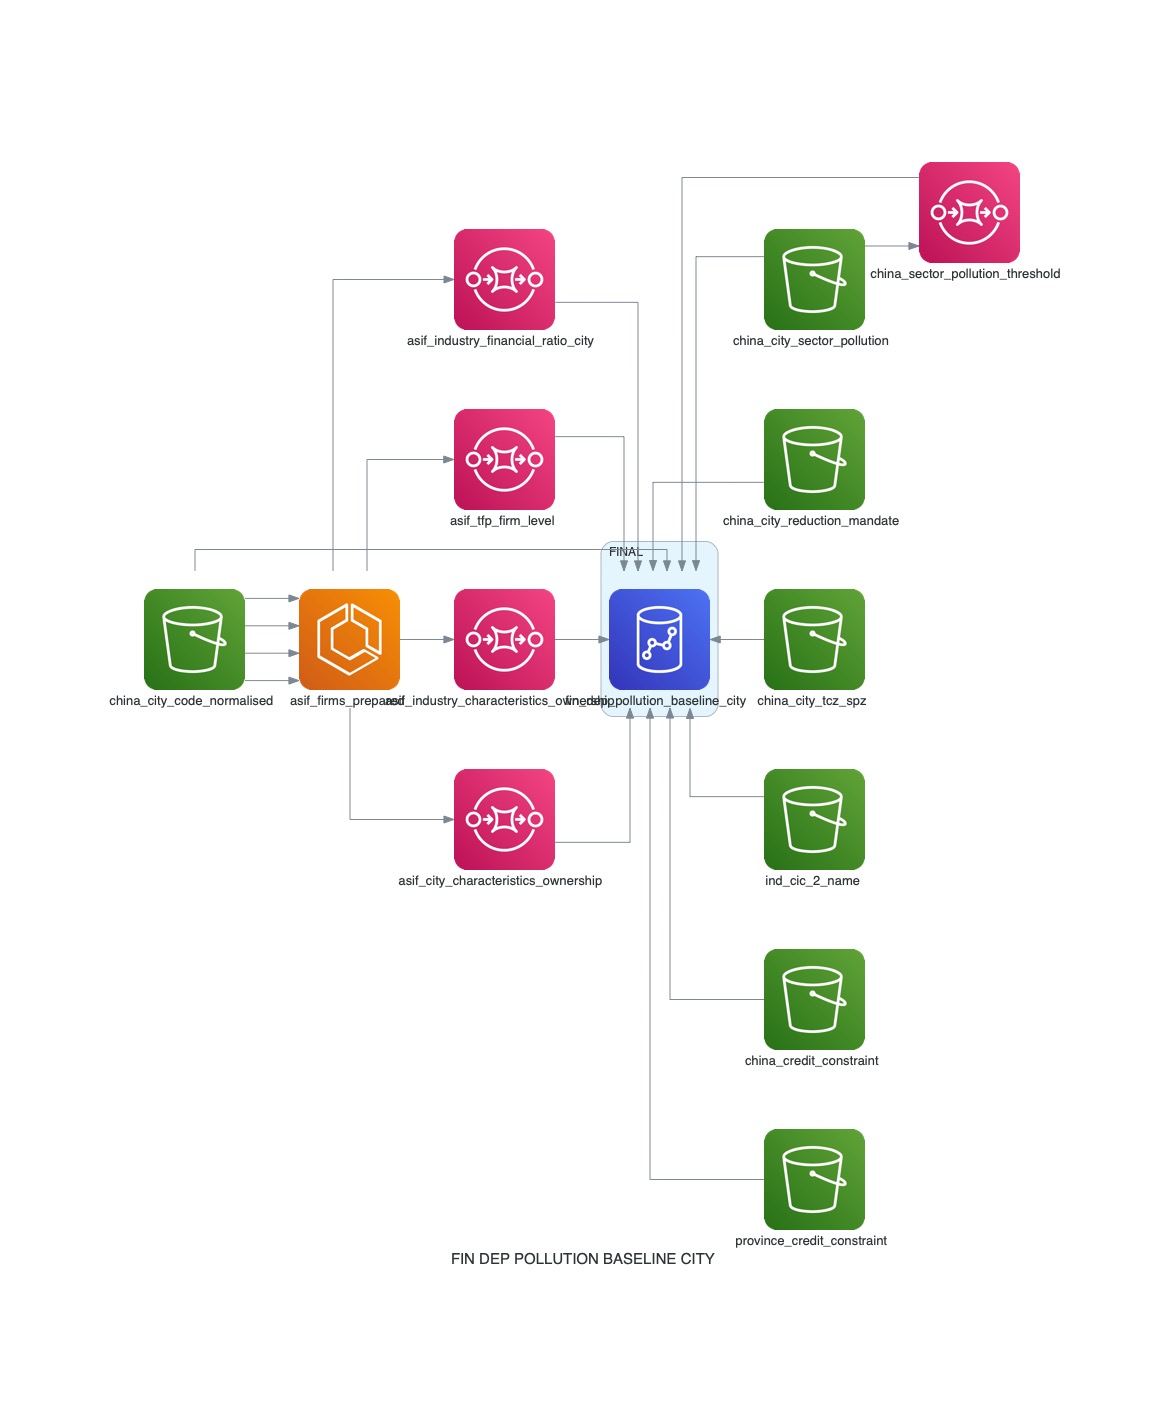 china_sector_pollution_threshold
asif_industry_financial_ratio_city
china_city_sector_pollution
asif_tfp_firm_level
china_city_reduction_mandate
FINAL
china_city_code_normalised
asif_firms_prepared
asif_industry_characteristics_ownership
fin_dep_pollution_baseline_city
china_city_tcz_spz
asif_city_characteristics_ownership
ind_cic_2_name
china_credit_constraint
province_credit_constraint
FIN DEP POLLUTION BASELINE CITY